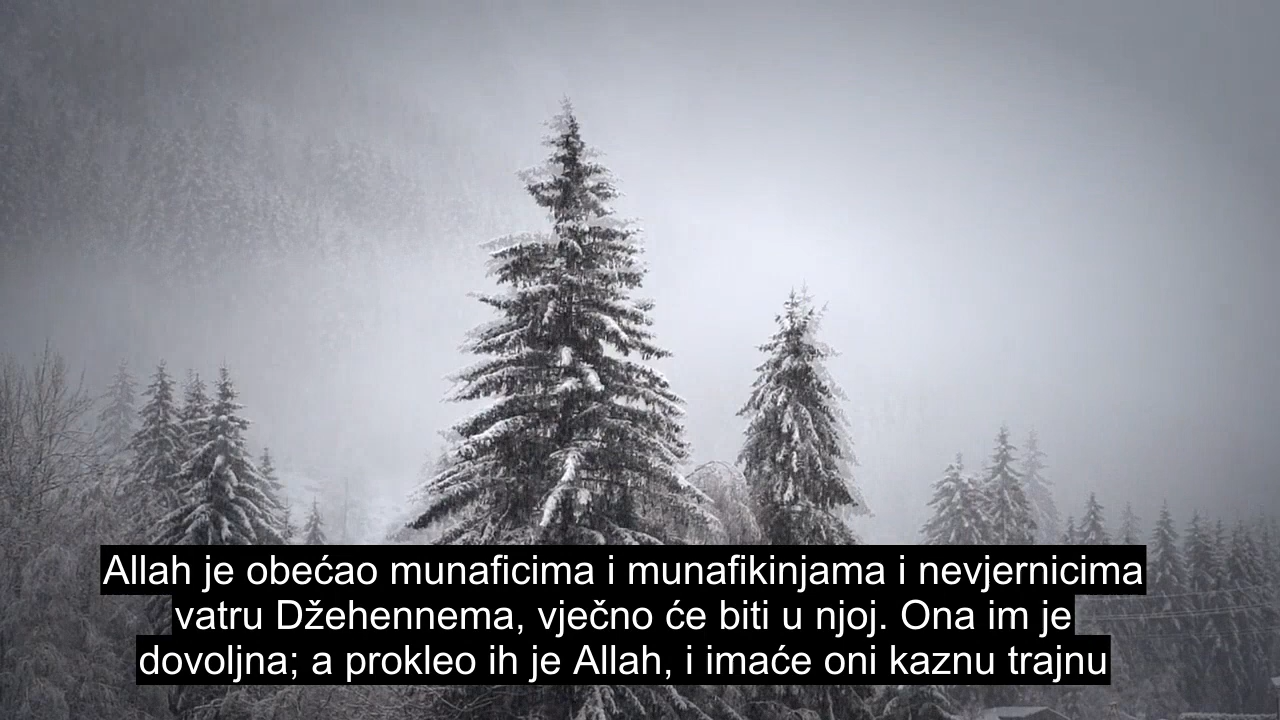 Allah je obećao munaficima i munafikinjama i nevjernicima
vatru Džehennema, vječno će biti u njoj. Ona im je
dovoljna; a prokleo ih je Allah, i imaće oni kaznu trajnu